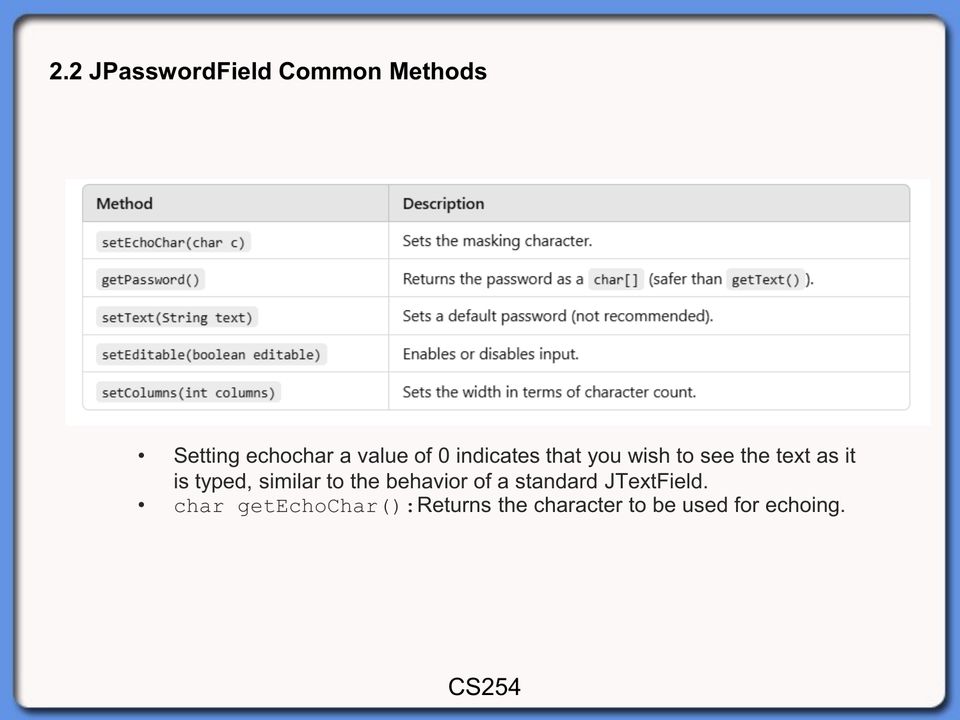 2.2 JPasswordField Common Methods
Method Description
setEchoChar(char c) Sets the masking character.
getPassword() Returns the password as a char[] (safer than getText()).
setText(String text) Sets a default password (not recommended).
setEditable(boolean editable) Enables or disables input.
setColumns(int columns) Sets the width in terms of character count.
• Setting echochar a value of 0 indicates that you wish to see the text as it
is typed, similar to the behavior of a standard JTextField.
• char getEchoChar():Returns the character to be used for echoing.
CS254